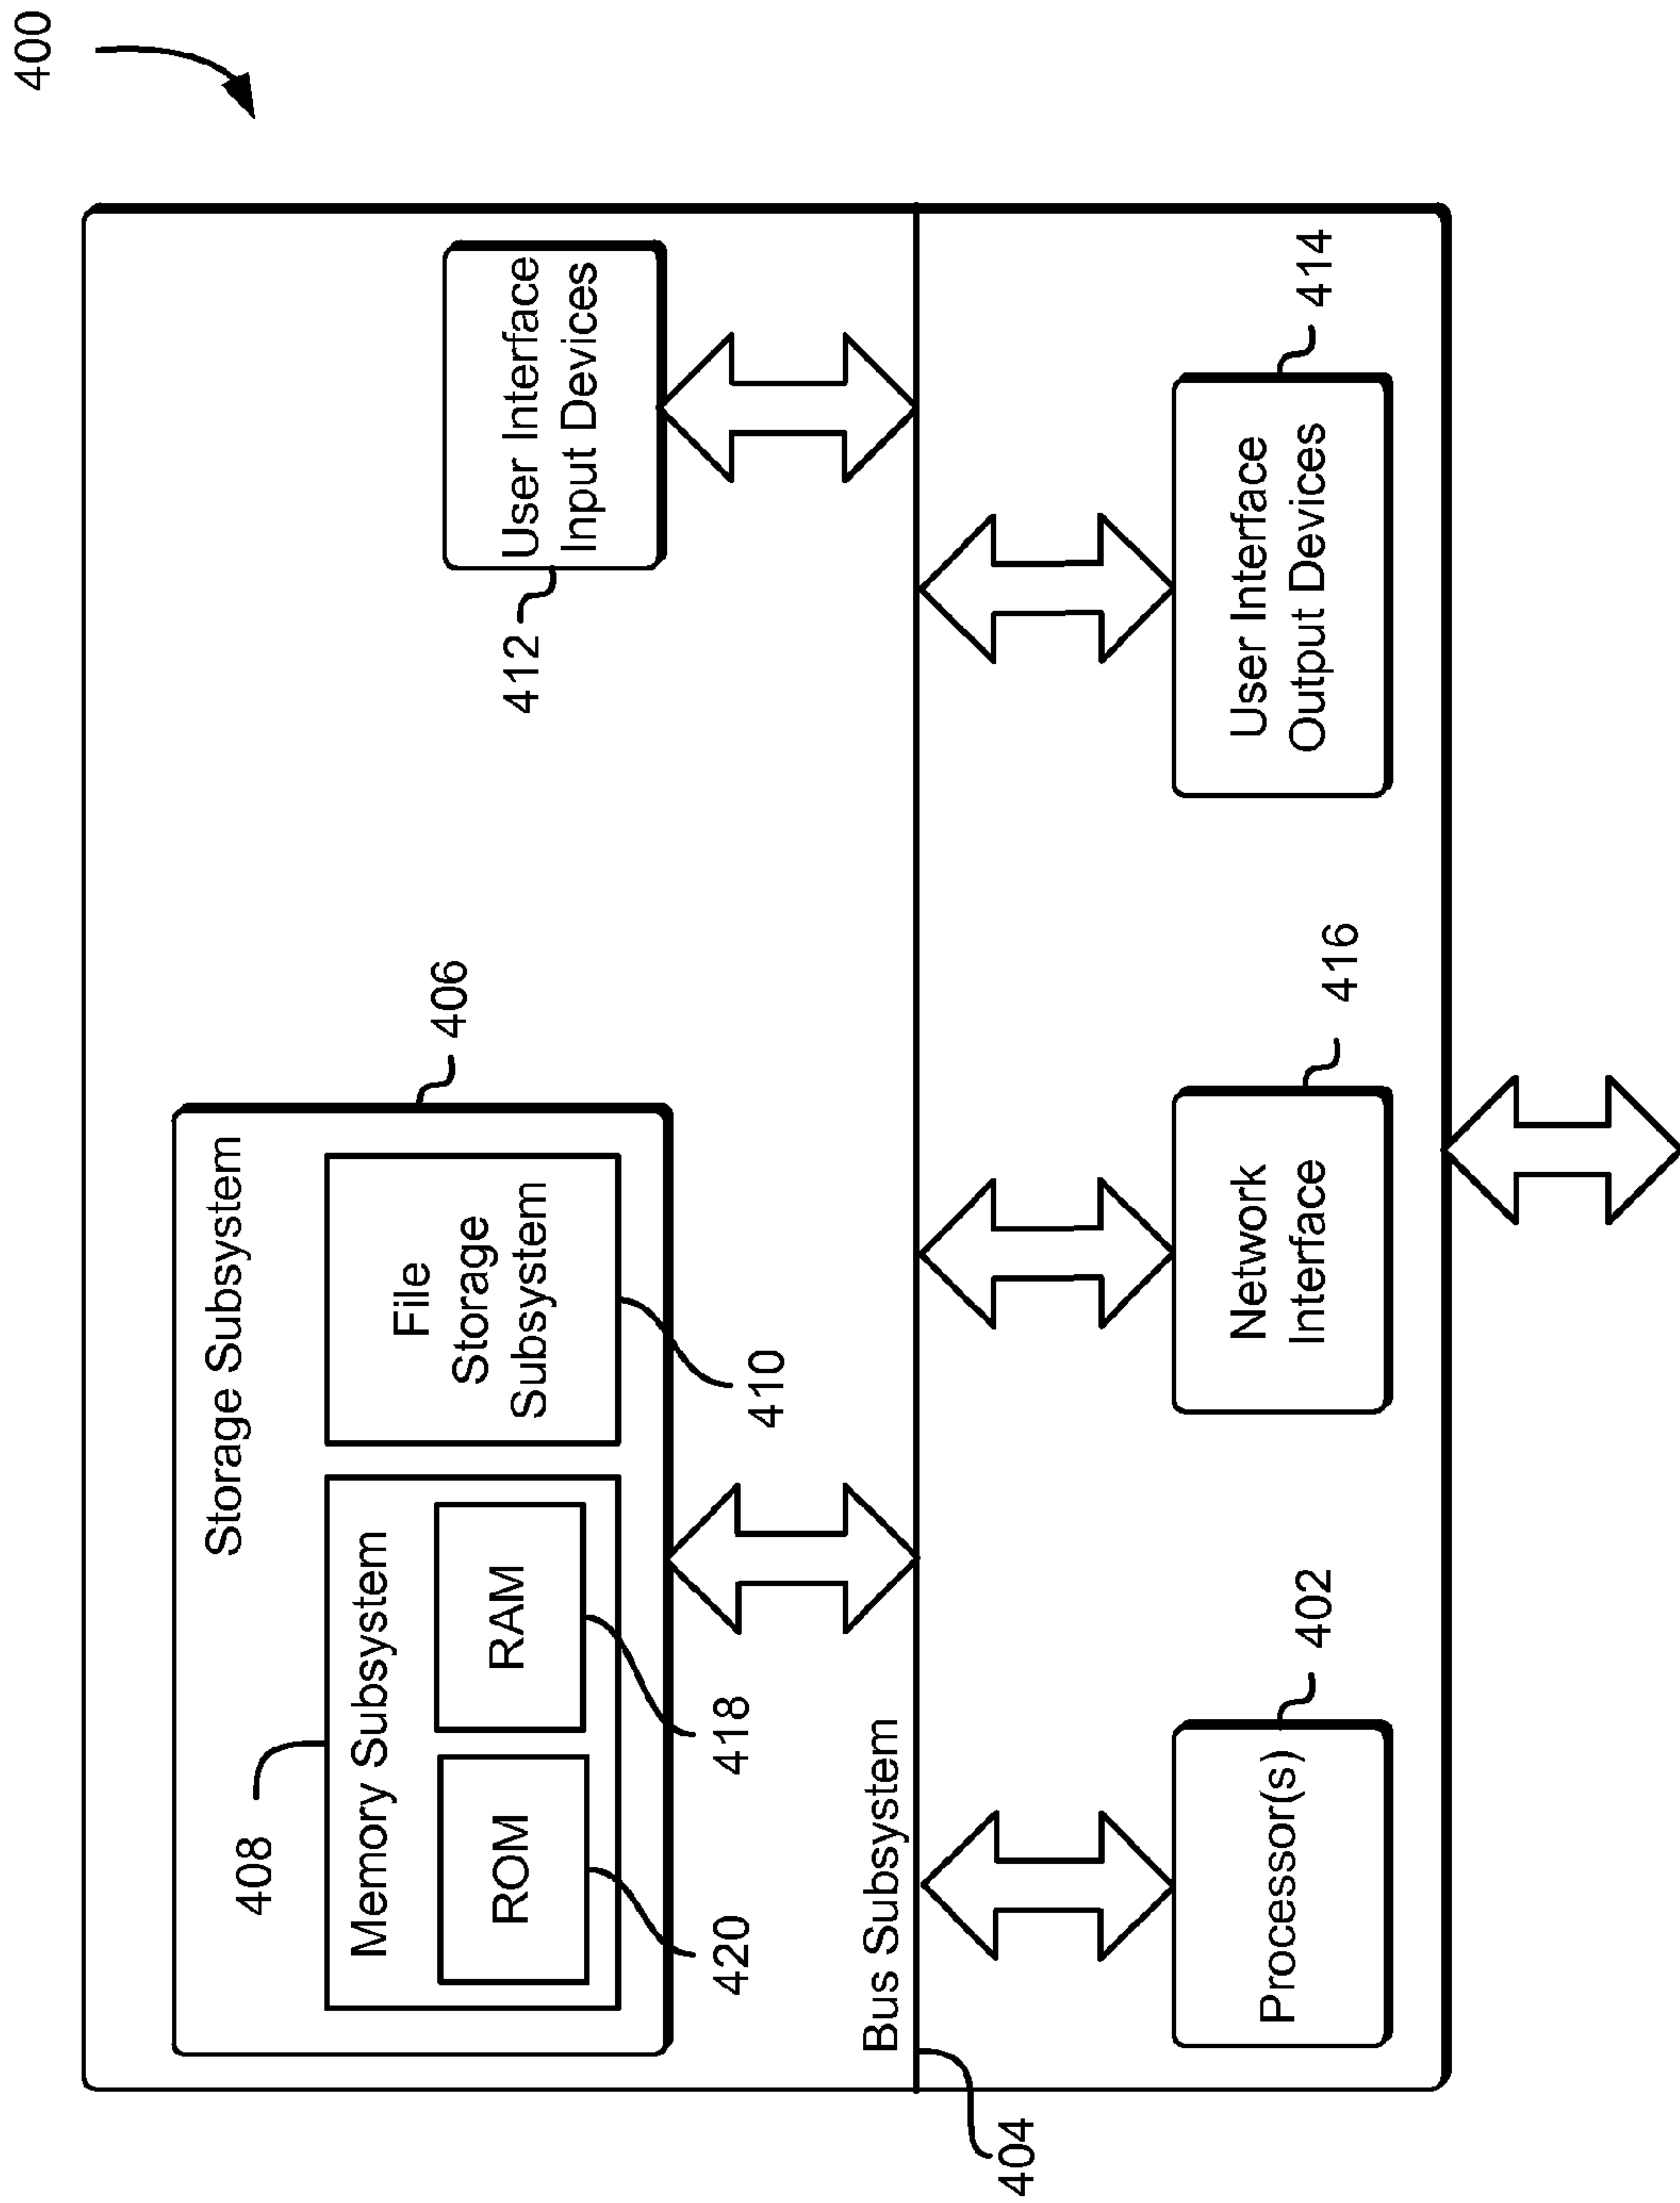 400
Storage Subsystem
406
408
Memory Subsystem
ROM
RAM
File
Storage
Subsystem
420
418
410
User Interface
Input Devices
412
Bus Subsystem
404
Processor(s)
402
Network
Interface
416
User Interface
Output Devices
414